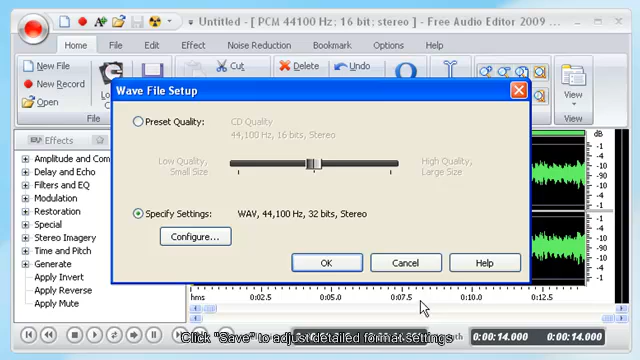 Untitled - [ PCM 44100 Hz; 16 bit; stereo ] - Free Audio Editor 2009
Home File Edit Effects Noise Reduction Bookmark Options Help
New File
New Record
Open
Cut Delete Undo
View
File View
Wave File Setup
Preset Quality: CD Quality
44,100 Hz, 16 bits, Stereo
Low Quality, Small Size
High Quality, Large Size
Specify Settings: WAV, 44,100 Hz, 32 bits, Stereo
Configure...
OK Cancel Help
Effects
Amplitude and Com
Delay and Echo
Filters and EQ
Modulation
Restoration
Special
Stereo Imagery
Time and Pitch
Generate
Apply Invert
Apply Reverse
Apply Mute
dB
hms 0:02.5 0:05.0 0:07.5 0:10.0 0:12.5
Click "Save" to adjust detailed format settings
0:00:14.000 0:00:14.000